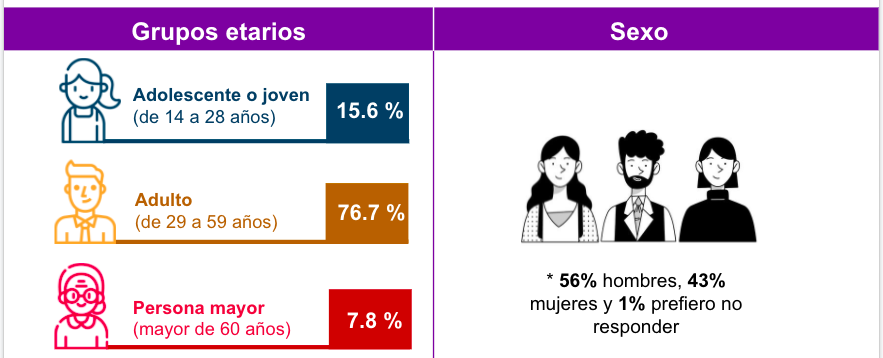 Grupos etarios
Adolescente o joven
(de 14 a 28 años)
15.6 %
Adulto
(de 29 a 59 años)
76.7 %
Persona mayor
(mayor de 60 años)
7.8 %
Sexo
* 56% hombres, 43%
mujeres y 1% prefiero no
responder